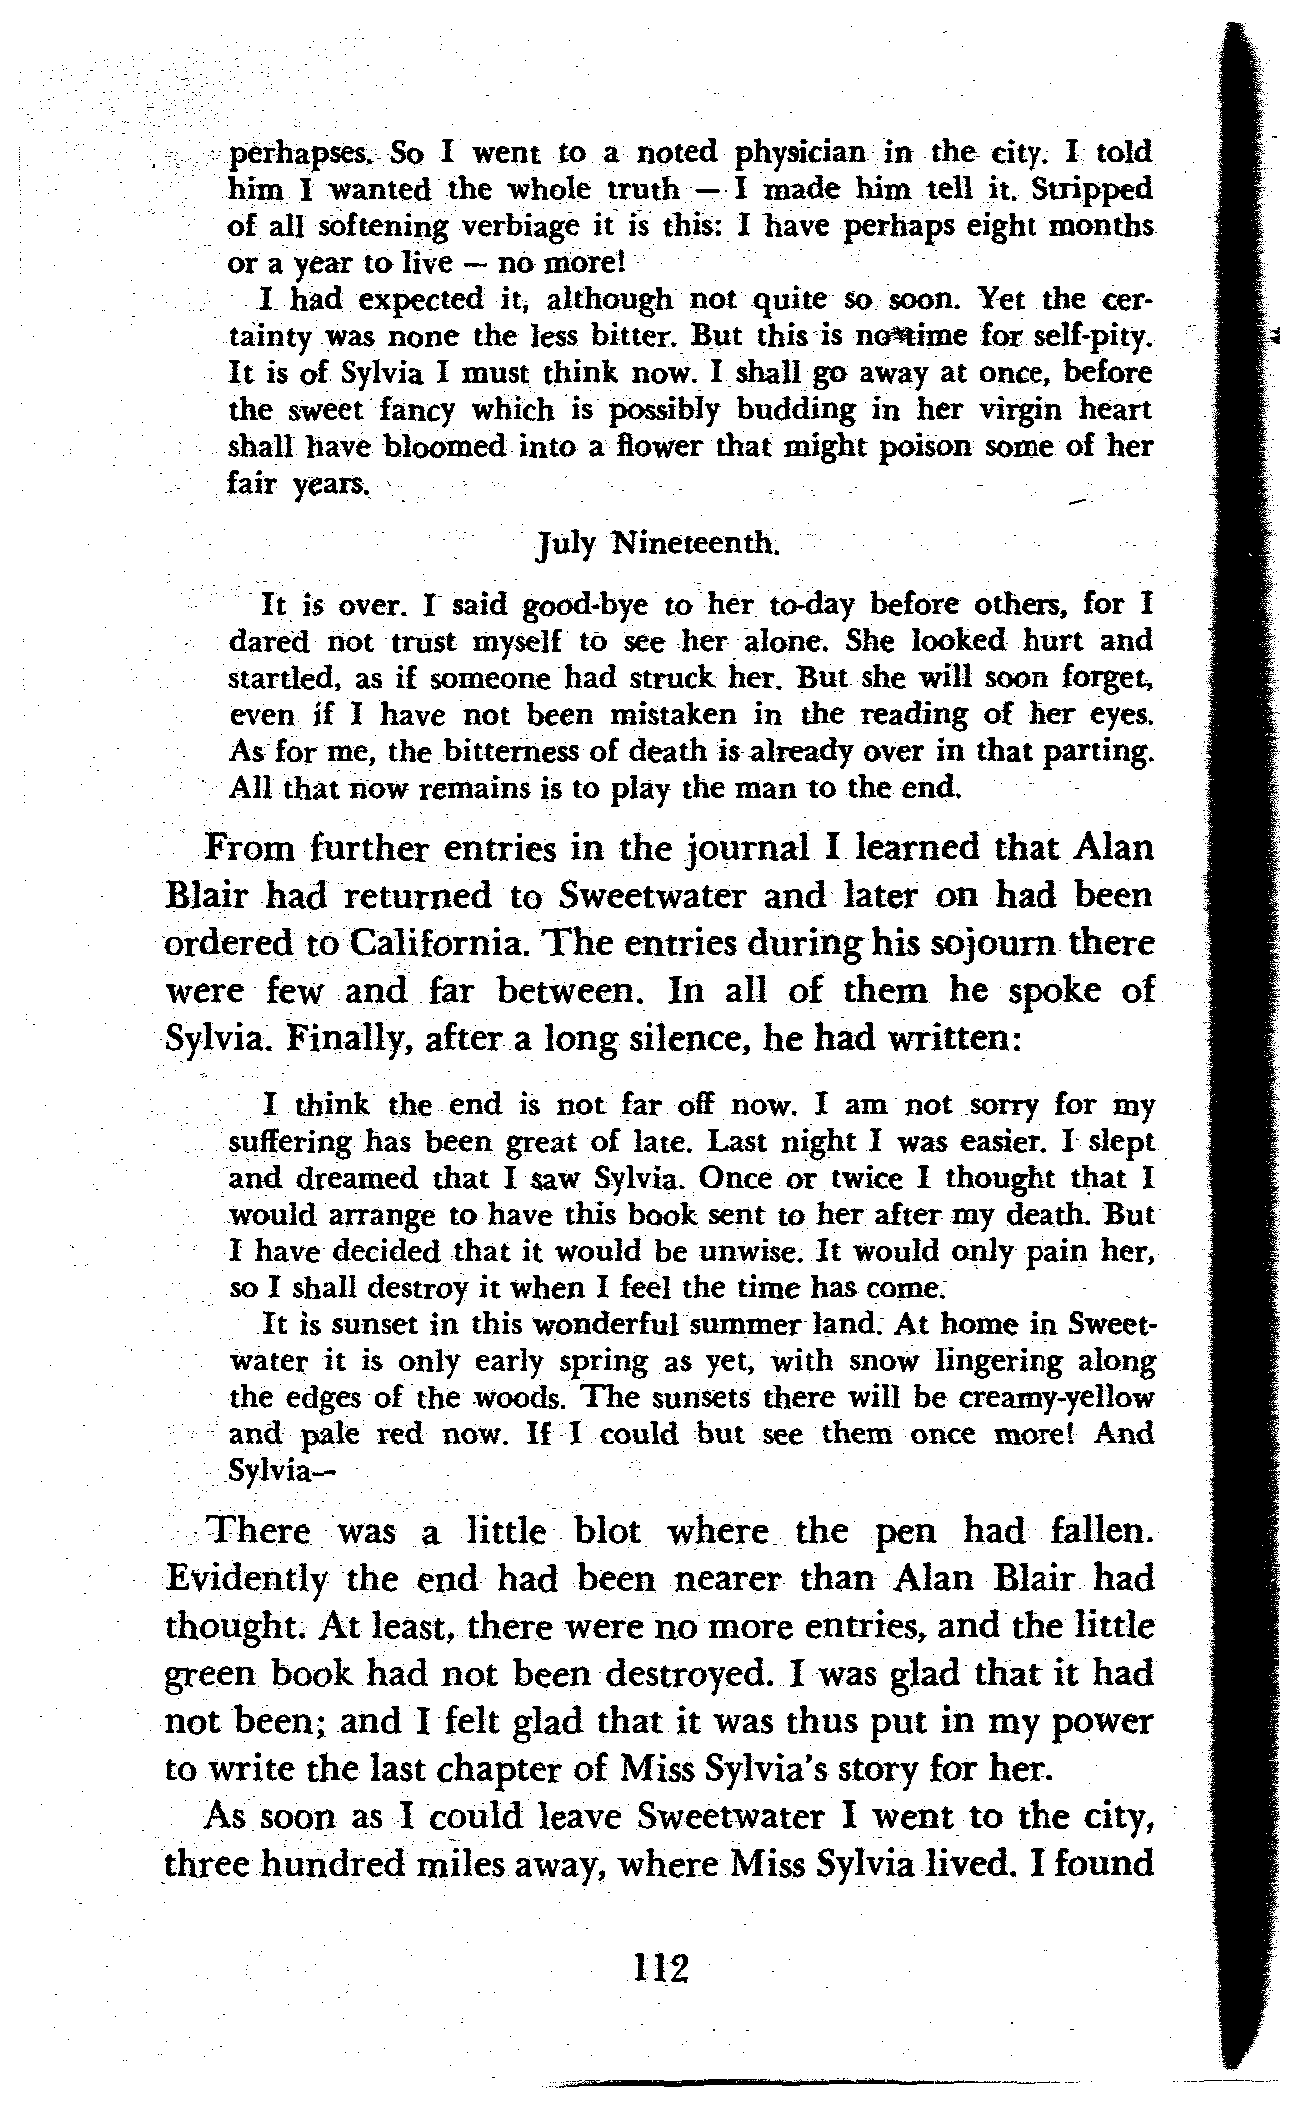 perhapses. So I went to a noted physician in the city. I told
him I wanted the whole truth — I made him tell it. Stripped
of all softening verbiage it is this: I have perhaps eight months
or a year to live — no more!
I had expected it, although not quite so soon. Yet the cer-
tainty was none the less bitter. But this is no time for self-pity.
It is of Sylvia I must think now. I shall go away at once, before
the sweet fancy which is possibly budding in her virgin heart
shall have bloomed into a flower that might poison some of her
fair years.
July Nineteenth.
It is over. I said good-bye to her to-day before others, for I
dared not trust myself to see her alone. She looked hurt and
startled, as if someone had struck her. But she will soon forget,
even if I have not been mistaken in the reading of her eyes.
As for me, the bitterness of death is already over in that parting.
All that now remains is to play the man to the end.
From further entries in the journal I learned that Alan
Blair had returned to Sweetwater and later on had been
ordered to California. The entries during his sojourn there
were few and far between. In all of them he spoke of
Sylvia. Finally, after a long silence, he had written:
I think the end is not far off now. I am not sorry for my
suffering has been great of late. Last night I was easier. I slept
and dreamed that I saw Sylvia. Once or twice I thought that I
would arrange to have this book sent to her after my death. But
I have decided that it would be unwise. It would only pain her,
so I shall destroy it when I feel the time has come.
It is sunset in this wonderful summer land. At home in Sweet-
water it is only early spring as yet, with snow lingering along
the edges of the woods. The sunsets there will be creamy-yellow
and pale red now. If I could but see them once more! And
Sylvia—
There was a little blot where the pen had fallen.
Evidently the end had been nearer than Alan Blair had
thought. At least, there were no more entries, and the little
green book had not been destroyed. I was glad that it had
not been; and I felt glad that it was thus put in my power
to write the last chapter of Miss Sylvia's story for her.
As soon as I could leave Sweetwater I went to the city,
three hundred miles away, where Miss Sylvia lived. I found
112